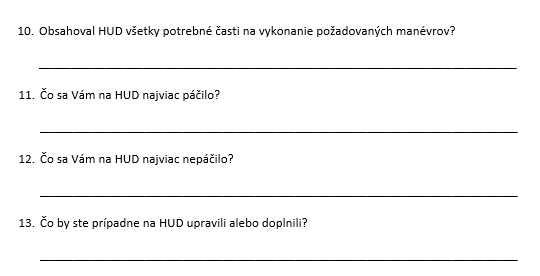 10. Obsahoval HUD všetky potrebné časti na vykonanie požadovaných manévrov?
11. Čo sa Vám na HUD najviac páčilo?
12. Čo sa Vám na HUD najviac nepáčilo?
13. Čo by ste prípadne na HUD upravili alebo doplnili?